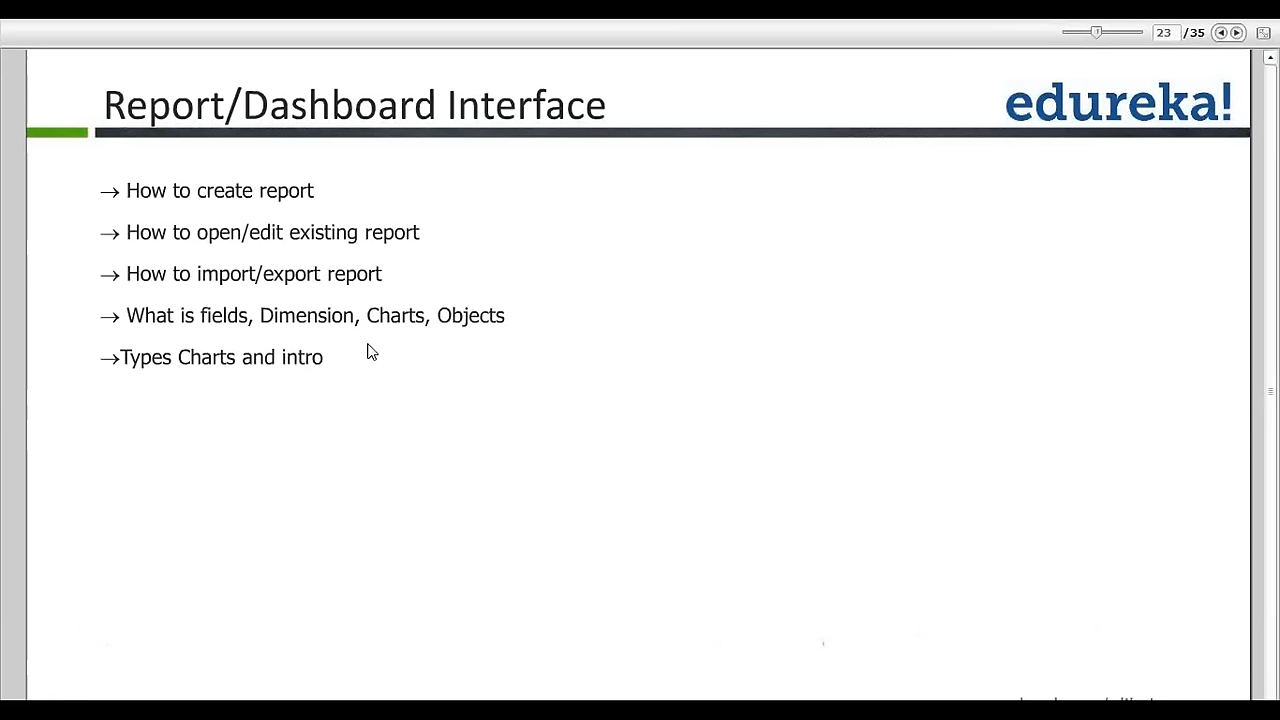 23 /35
Report/Dashboard Interface
edureka!
→ How to create report
→ How to open/edit existing report
→ How to import/export report
→ What is fields, Dimension, Charts, Objects
→Types Charts and intro